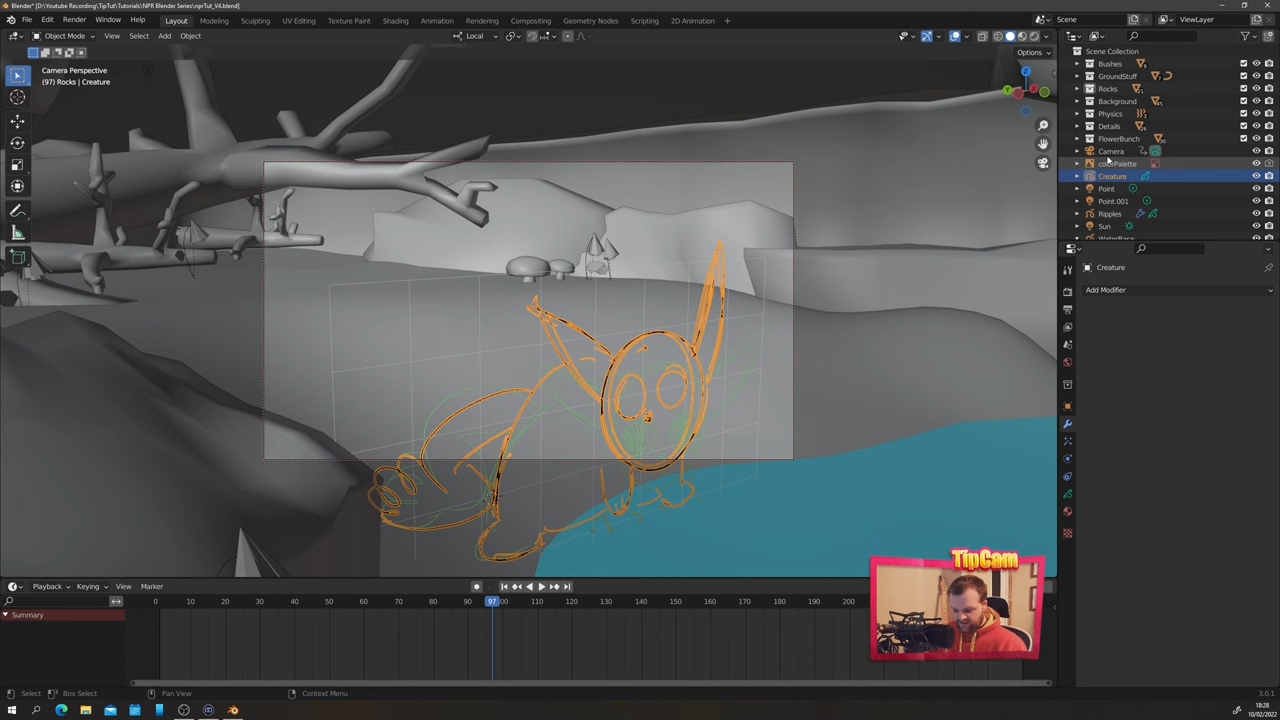 Blender* [D:\Youtube Recording\TipTut\Tutorials\NPR Blender Series\nprTut_V4.blend]
File Edit Render Window Help
Layout Modeling Sculpting UV Editing Texture Paint Shading Animation Rendering Compositing Geometry Nodes Scripting 2D Animation +
Scene
ViewLayer
Object Mode View Select Add Object
Local
Options
Camera Perspective
(97) Rocks | Creature
Z
Scene Collection
Bushes
GroundStuff
Rocks
Background
Physics
Details
FlowerBunch
Camera
colorPalette
Creature
Point
Point.001
Ripples
Sun
Creature
Add Modifier
Playback Keying View Marker
Summary
0 10 20 30 40 50 60 70 80 97 100 110 120 130 140 150 160 170 180 190 200
TipCam
Select Box Select Pan View Context Menu
3.0.1
18:28
10/02/2022